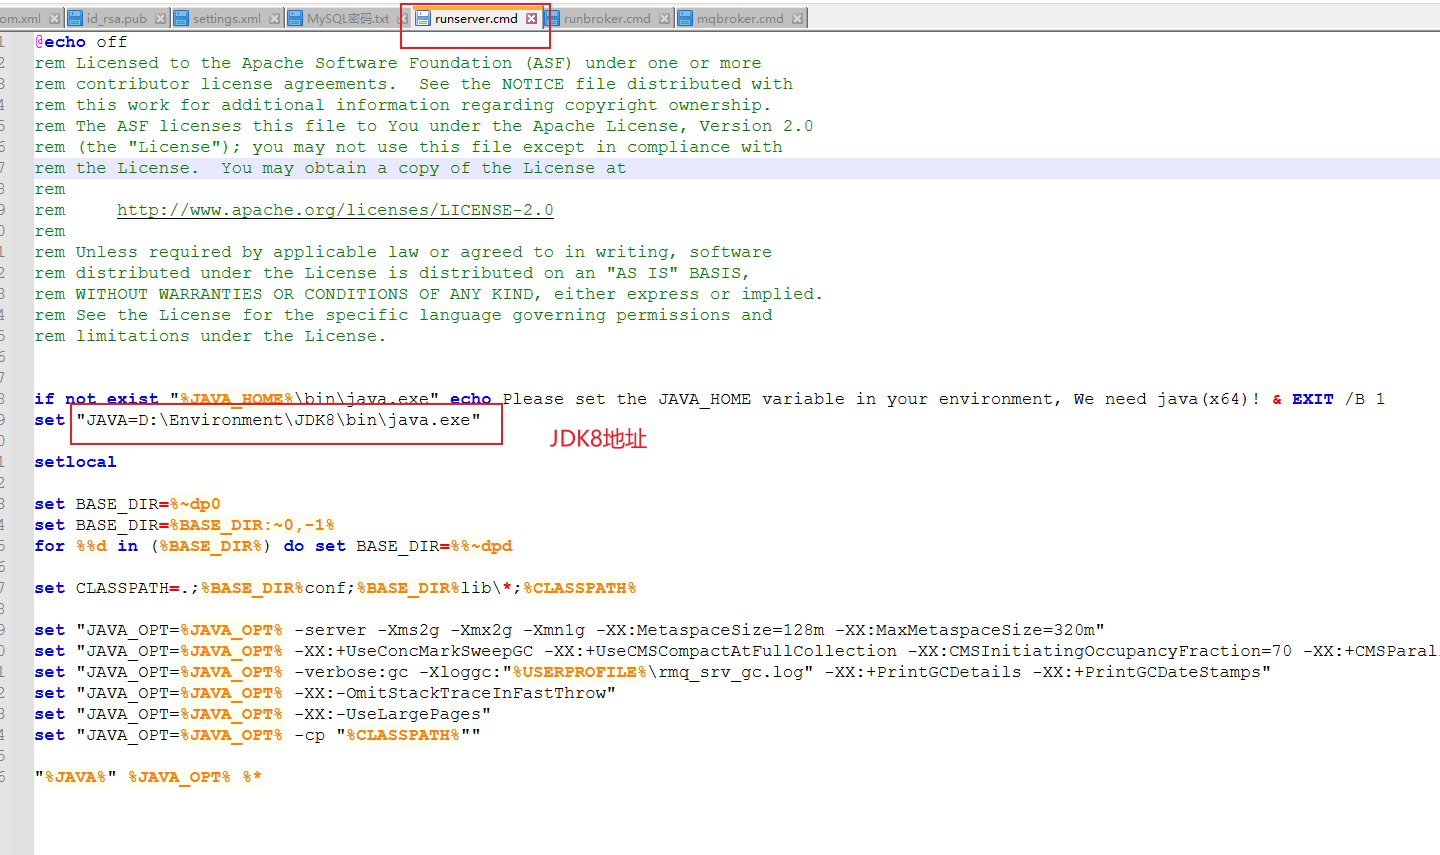 om.xml id_rsa.pub settings.xml MySQL密码.txt runserver.cmd runbroker.cmd mqbroker.cmd
1 @echo off
2 rem Licensed to the Apache Software Foundation (ASF) under one or more
3 rem contributor license agreements.  See the NOTICE file distributed with
4 rem this work for additional information regarding copyright ownership.
5 rem The ASF licenses this file to You under the Apache License, Version 2.0
6 rem (the "License"); you may not use this file except in compliance with
7 rem the License.  You may obtain a copy of the License at
8 rem
9 rem     http://www.apache.org/licenses/LICENSE-2.0
0 rem
1 rem Unless required by applicable law or agreed to in writing, software
2 rem distributed under the License is distributed on an "AS IS" BASIS,
3 rem WITHOUT WARRANTIES OR CONDITIONS OF ANY KIND, either express or implied.
4 rem See the License for the specific language governing permissions and
5 rem limitations under the License.
6
7
8 if not exist "%JAVA_HOME%\bin\java.exe" echo Please set the JAVA_HOME variable in your environment, We need java(x64)! & EXIT /B 1
9 set "JAVA=D:\Environment\JDK8\bin\java.exe"
JDK8地址
0
1 setlocal
2
3 set BASE_DIR=%~dp0
4 set BASE_DIR=%BASE_DIR:~0,-1%
5 for %%d in (%BASE_DIR%) do set BASE_DIR=%%~dpd
6
7 set CLASSPATH=.;%BASE_DIR%conf;%BASE_DIR%lib\*;%CLASSPATH%
8
9 set "JAVA_OPT=%JAVA_OPT% -server -Xms2g -Xmx2g -Xmn1g -XX:MetaspaceSize=128m -XX:MaxMetaspaceSize=320m"
0 set "JAVA_OPT=%JAVA_OPT% -XX:+UseConcMarkSweepGC -XX:+UseCMSCompactAtFullCollection -XX:CMSInitiatingOccupancyFraction=70 -XX:+CMSParal
1 set "JAVA_OPT=%JAVA_OPT% -verbose:gc -Xloggc:"%USERPROFILE%\rmq_srv_gc.log" -XX:+PrintGCDetails -XX:+PrintGCDateStamps"
2 set "JAVA_OPT=%JAVA_OPT% -XX:-OmitStackTraceInFastThrow"
3 set "JAVA_OPT=%JAVA_OPT% -XX:-UseLargePages"
4 set "JAVA_OPT=%JAVA_OPT% -cp "%CLASSPATH%""
5
6 "%JAVA%" %JAVA_OPT% %*